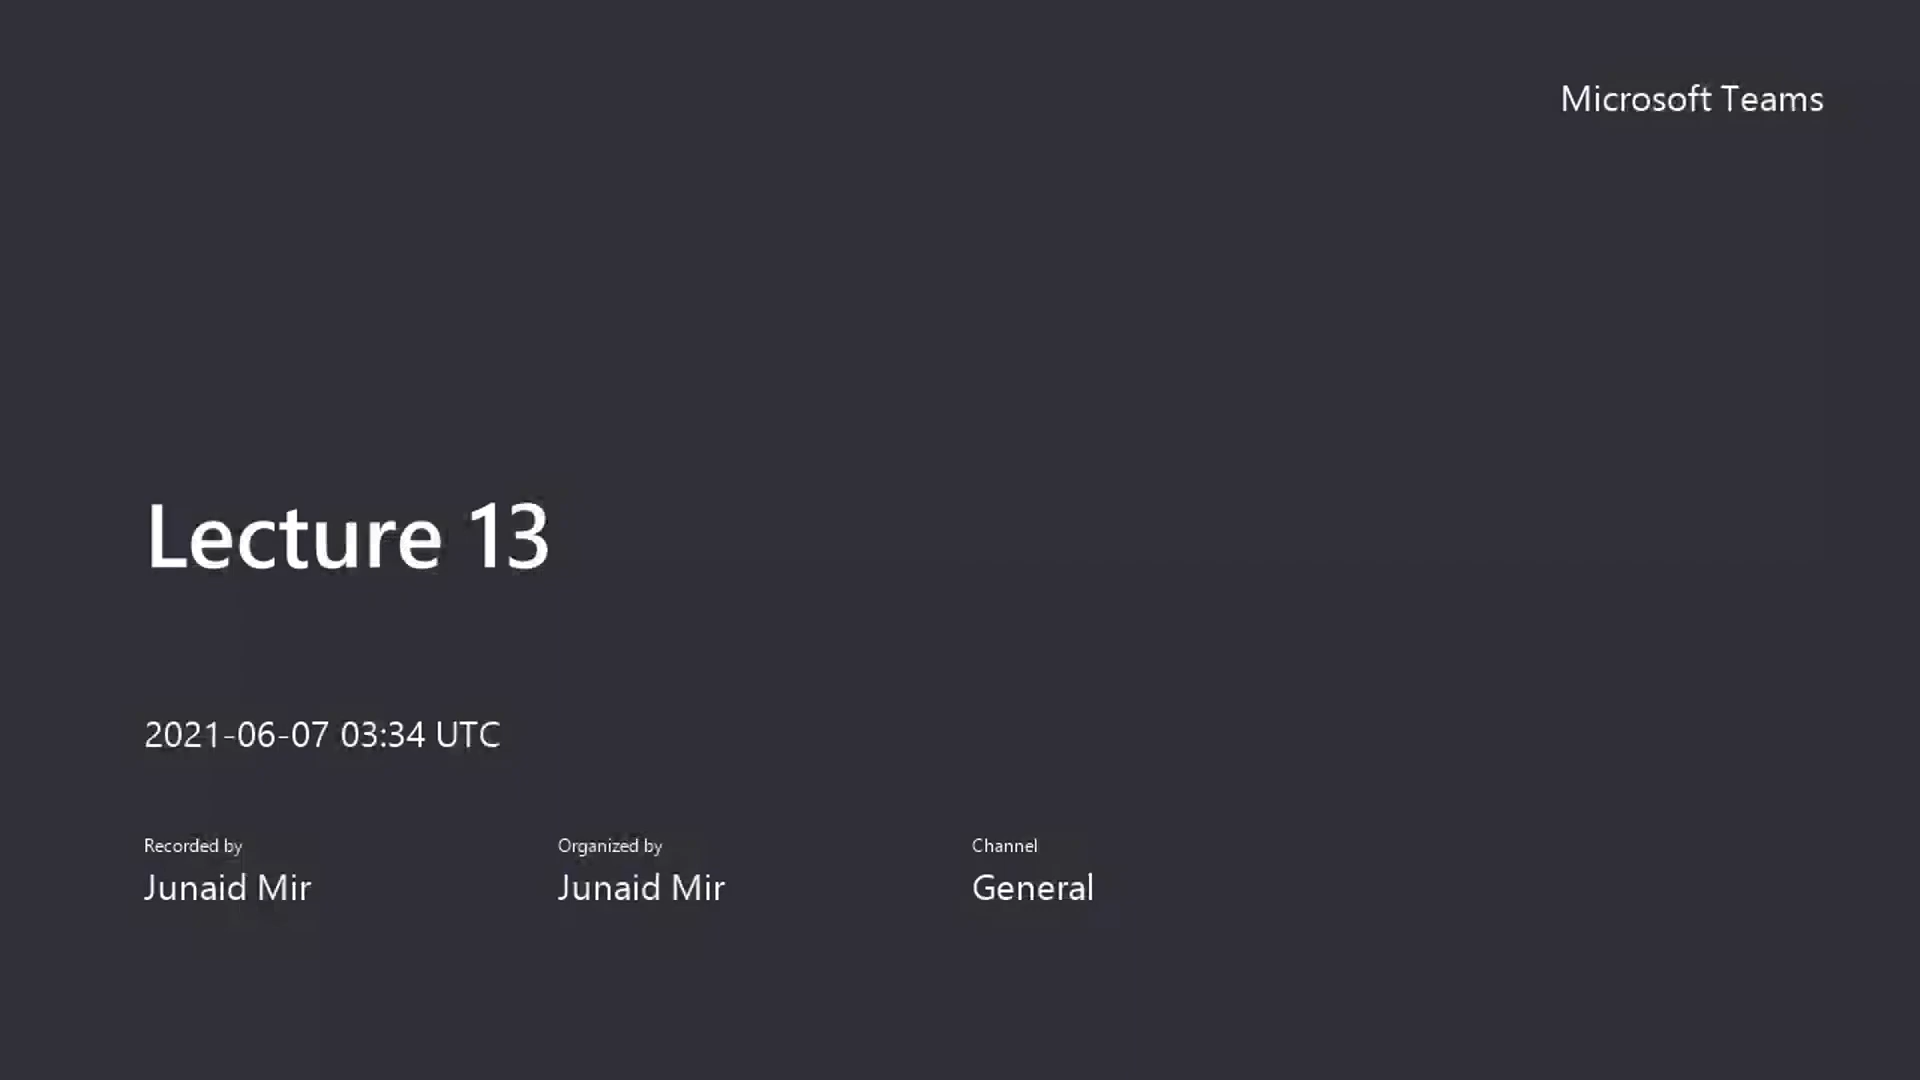 Microsoft Teams
Lecture 13
2021-06-07 03:34 UTC
Recorded by
Junaid Mir
Organized by
Junaid Mir
Channel
General